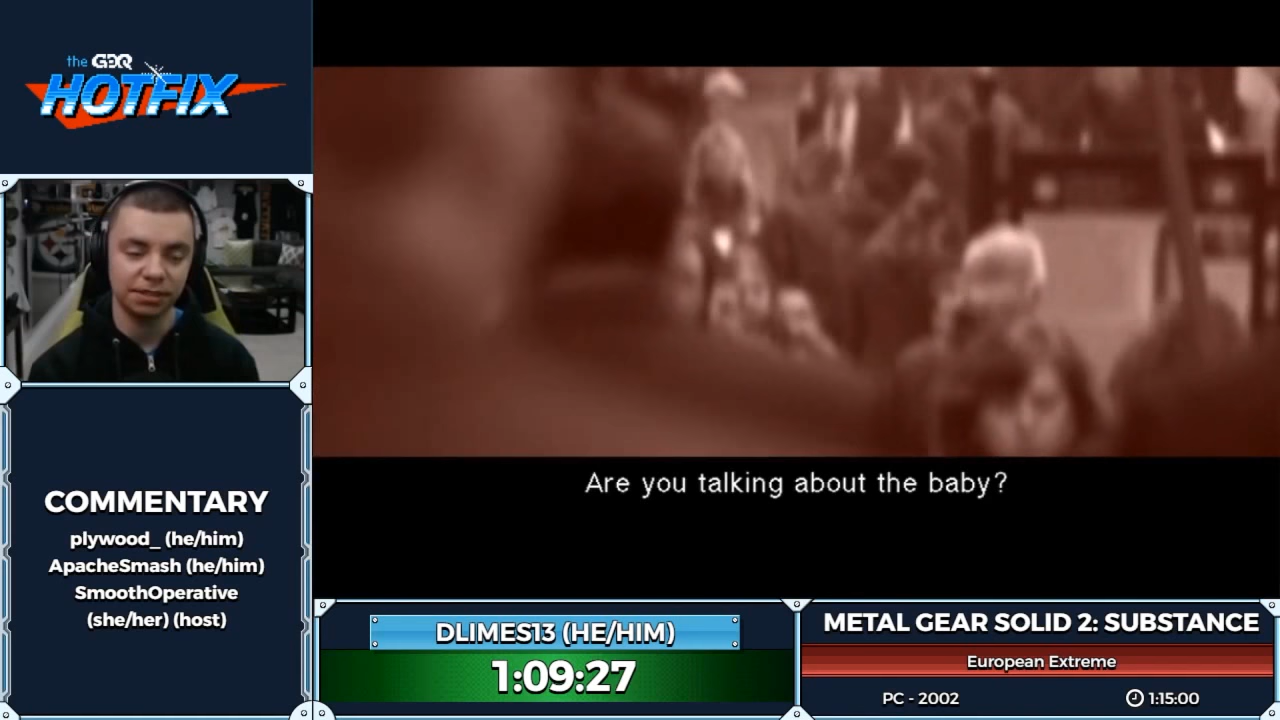 the GDQ
HOTFIX
Are you talking about the baby?
COMMENTARY
plywood_ (he/him)
ApacheSmash (he/him)
SmoothOperative
(she/her) (host)
DLIMES13 (HE/HIM)
1:09:27
METAL GEAR SOLID 2: SUBSTANCE
European Extreme
PC - 2002
1:15:00